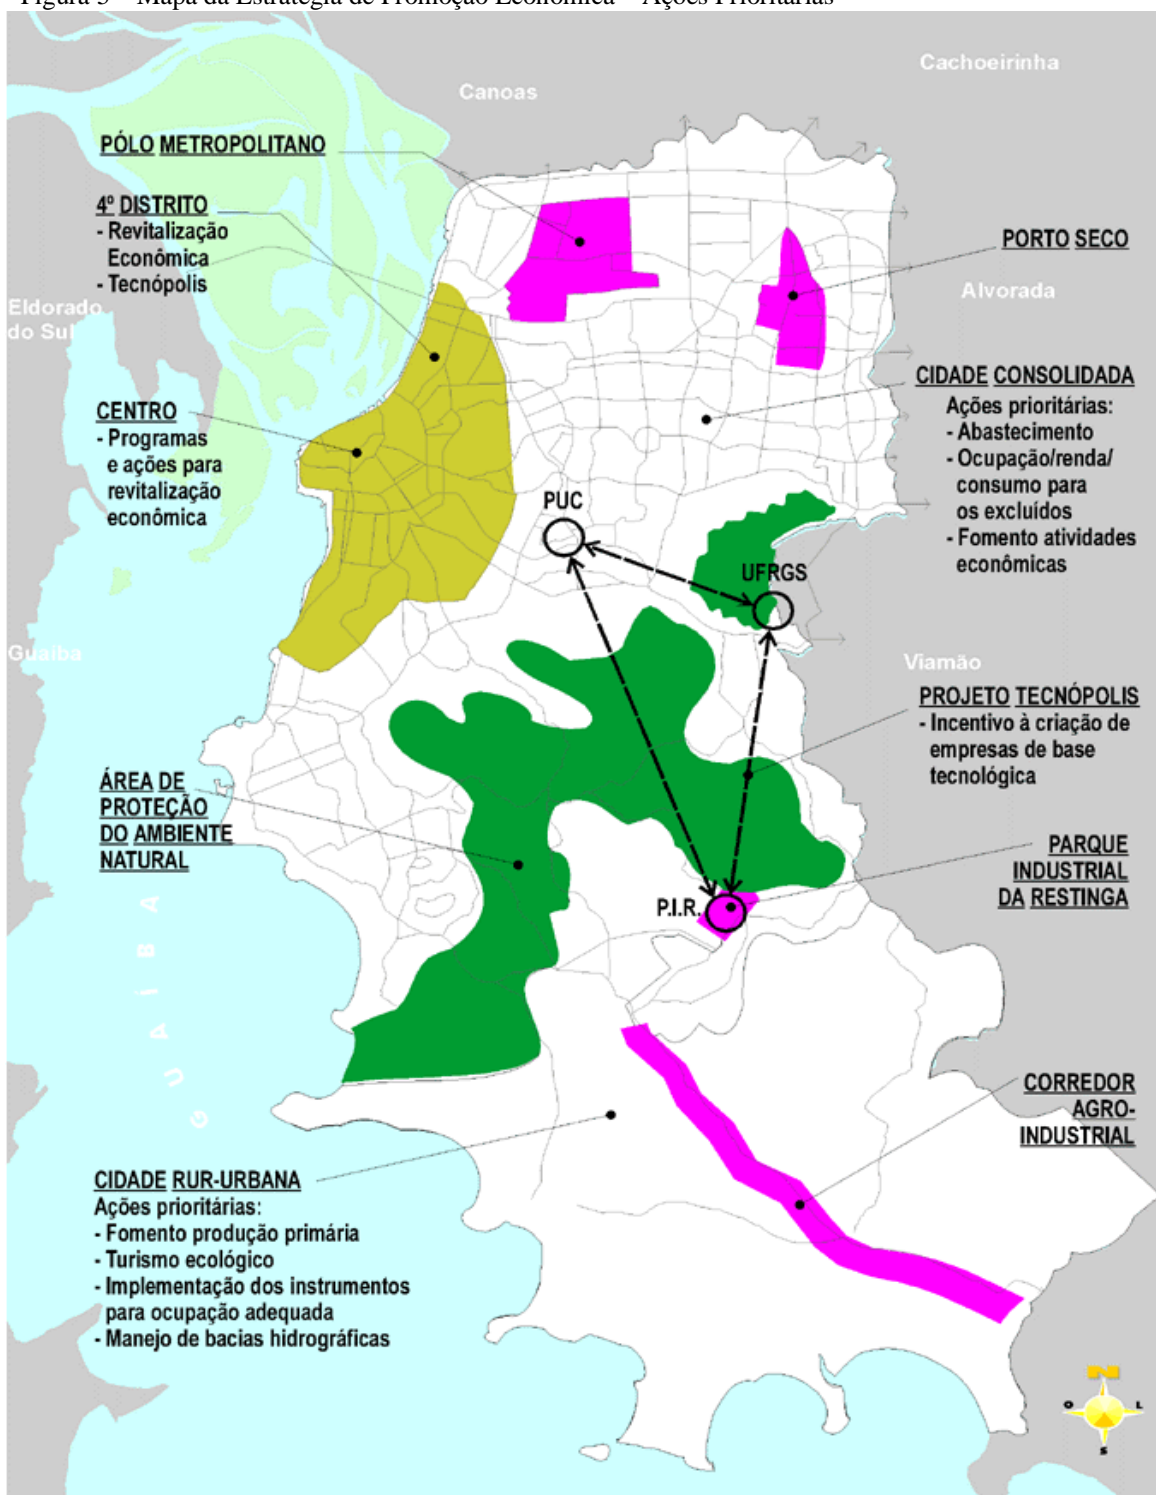 Figura 3 – Mapa da Estratégia de Promoção Econômica – Ações Prioritárias
Cachoeirinha
Canoas
PÓLO METROPOLITANO
4º DISTRITO
- Revitalização
Econômica
- Tecnópolis
PORTO SECO
Alvorada
Eldorado
do Sul
CIDADE CONSOLIDADA
Ações prioritárias:
- Abastecimento
- Ocupação/renda/
consumo para
os excluídos
- Fomento atividades
econômicas
CENTRO
- Programas
e ações para
revitalização
econômica
PUC
UFRGS
Guaíba
Viamão
PROJETO TECNÓPOLIS
- Incentivo à criação de
empresas de base
tecnológica
ÁREA DE
PROTEÇÃO
DO AMBIENTE
NATURAL
PARQUE
INDUSTRIAL
DA RESTINGA
P.I.R.
GUAÍBA
CORREDOR
AGRO-
INDUSTRIAL
CIDADE RUR-URBANA
Ações prioritárias:
- Fomento produção primária
- Turismo ecológico
- Implementação dos instrumentos
para ocupação adequada
- Manejo de bacias hidrográficas
N
O L
S